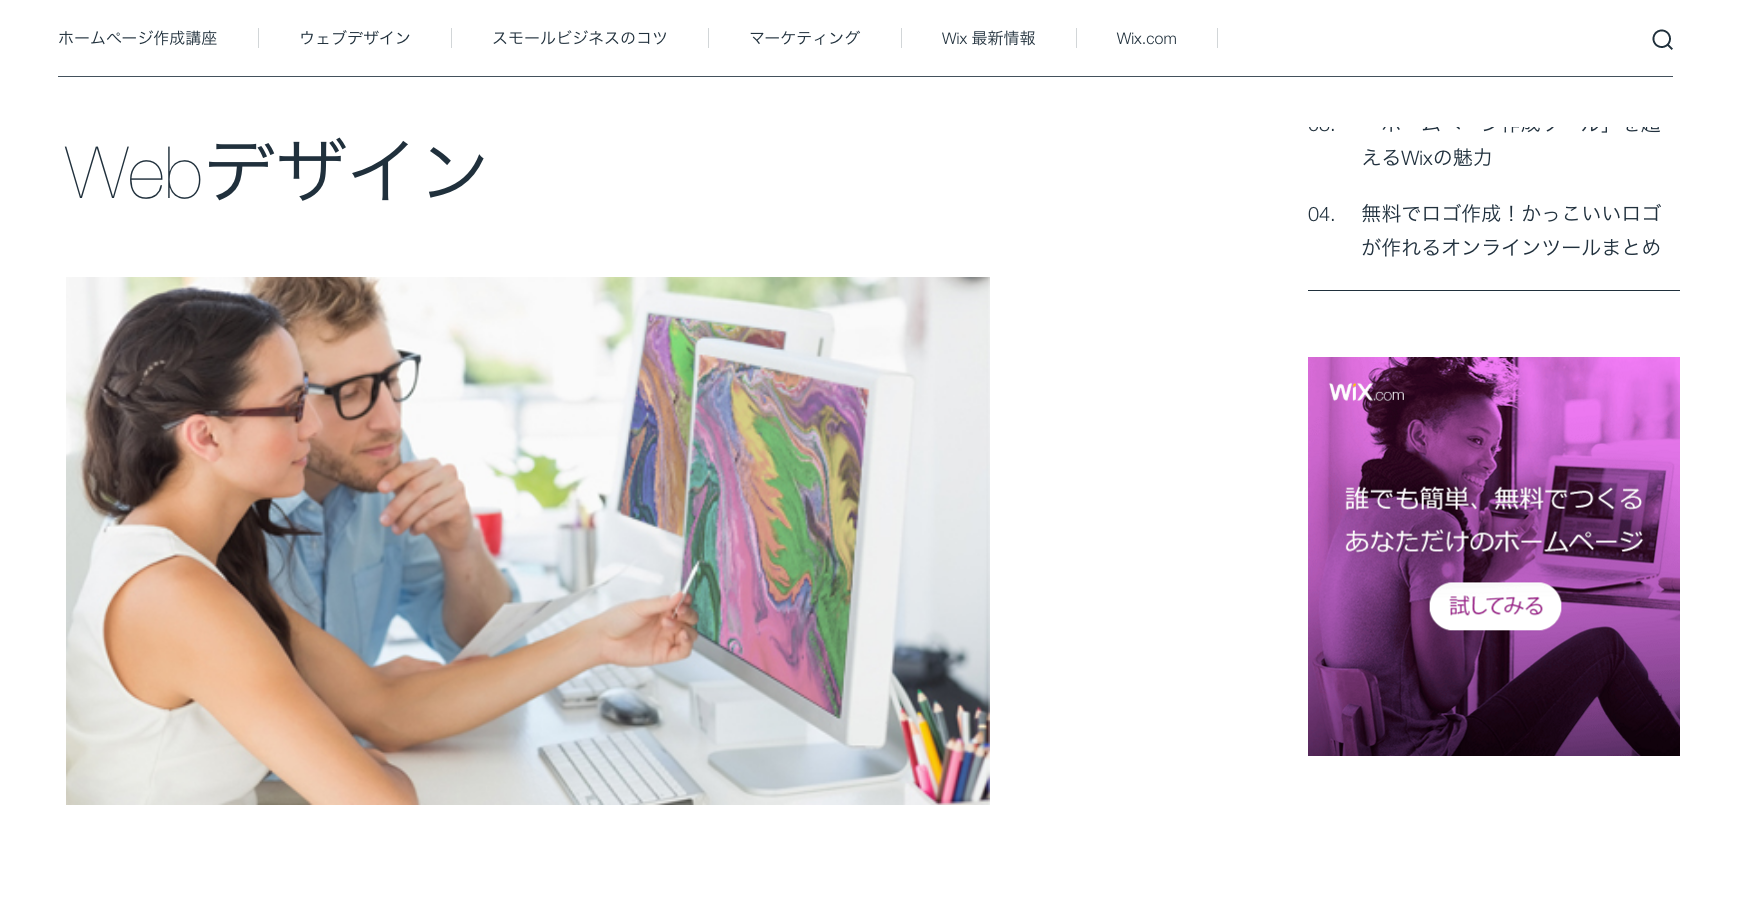 ホームページ作成講座
ウェブデザイン
スモールビジネスのコツ
マーケティング
Wix 最新情報
Wix.com
Webデザイン
えるWixの魅力
04. 無料でロゴ作成！かっこいいロゴ
が作れるオンラインツールまとめ
WiX.com
誰でも簡単、無料でつくる
あなただけのホームページ
試してみる